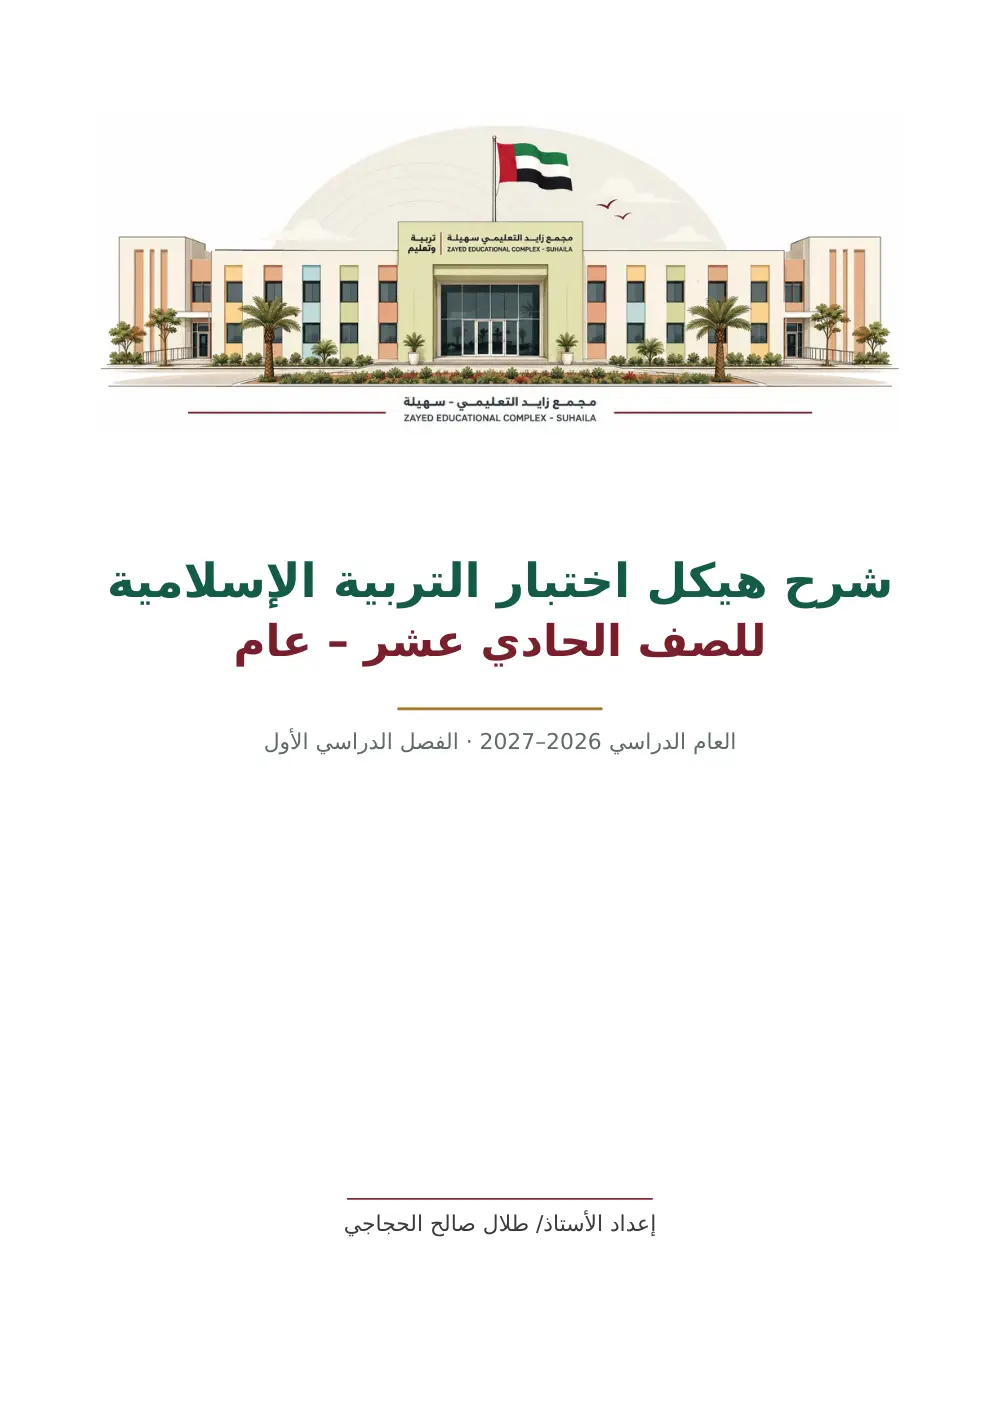 مجمع زايد التعليمي سهيلة
ZAYED EDUCATIONAL COMPLEX - SUHAILA
تربية
وتعليم
مجمع زايد التعليمي - سهيلة
ZAYED EDUCATIONAL COMPLEX - SUHAILA
شرح هيكل اختبار التربية الإسلامية
للصف الحادي عشر – عام
العام الدراسي 2026–2027 · الفصل الدراسي الأول
إعداد الأستاذ/ طلال صالح الحجاجي